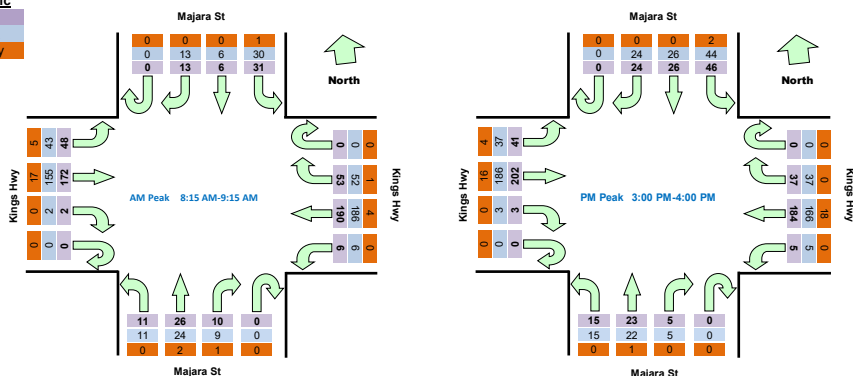 ic
y
Majara St
0 0 0 1
0 13 6 30
0 13 6 31
North
Kings Hwy
5 43 48
17 155 172
0 2 2
0 0 0
AM Peak 8:15 AM-9:15 AM
0 0 0
53 52 1
190 186 4
6 6 0
Kings Hwy
11 26 10 0
11 24 9 0
0 2 1 0
Majara St
Majara St
0 0 0 2
0 24 26 44
0 24 26 46
North
Kings Hwy
4 37 41
16 186 202
0 3 3
0 0 0
PM Peak 3:00 PM-4:00 PM
0 0 0
37 37 0
184 166 18
5 5 0
Kings Hwy
15 23 5 0
15 22 5 0
0 1 0 0
Majara St